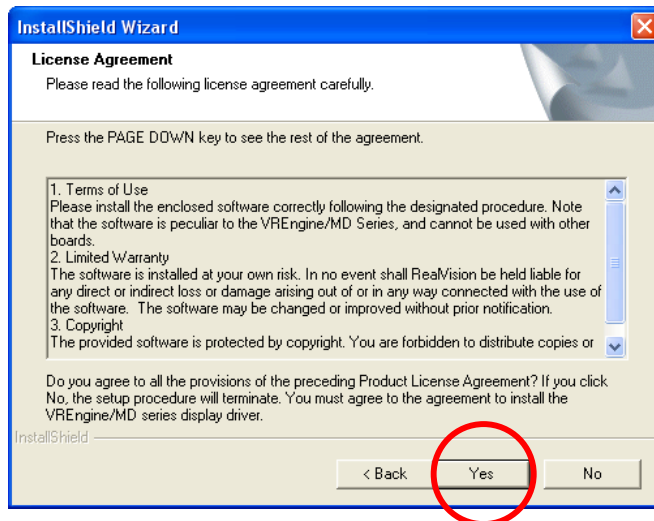 InstallShield Wizard
License Agreement
Please read the following license agreement carefully.
Press the PAGE DOWN key to see the rest of the agreement.
1. Terms of Use
Please install the enclosed software correctly following the designated procedure. Note
that the software is peculiar to the VREngine/MD Series, and cannot be used with other
boards.
2. Limited Warranty
The software is installed at your own risk. In no event shall RealVision be held liable for
any direct or indirect loss or damage arising out of or in any way connected with the use of
the software.  The software may be changed or improved without prior notification.
3. Copyright
The provided software is protected by copyright. You are forbidden to distribute copies or
Do you agree to all the provisions of the preceding Product License Agreement? If you click
No, the setup procedure will terminate. You must agree to the agreement to install the
VREngine/MD series display driver.
InstallShield
< Back
Yes
No